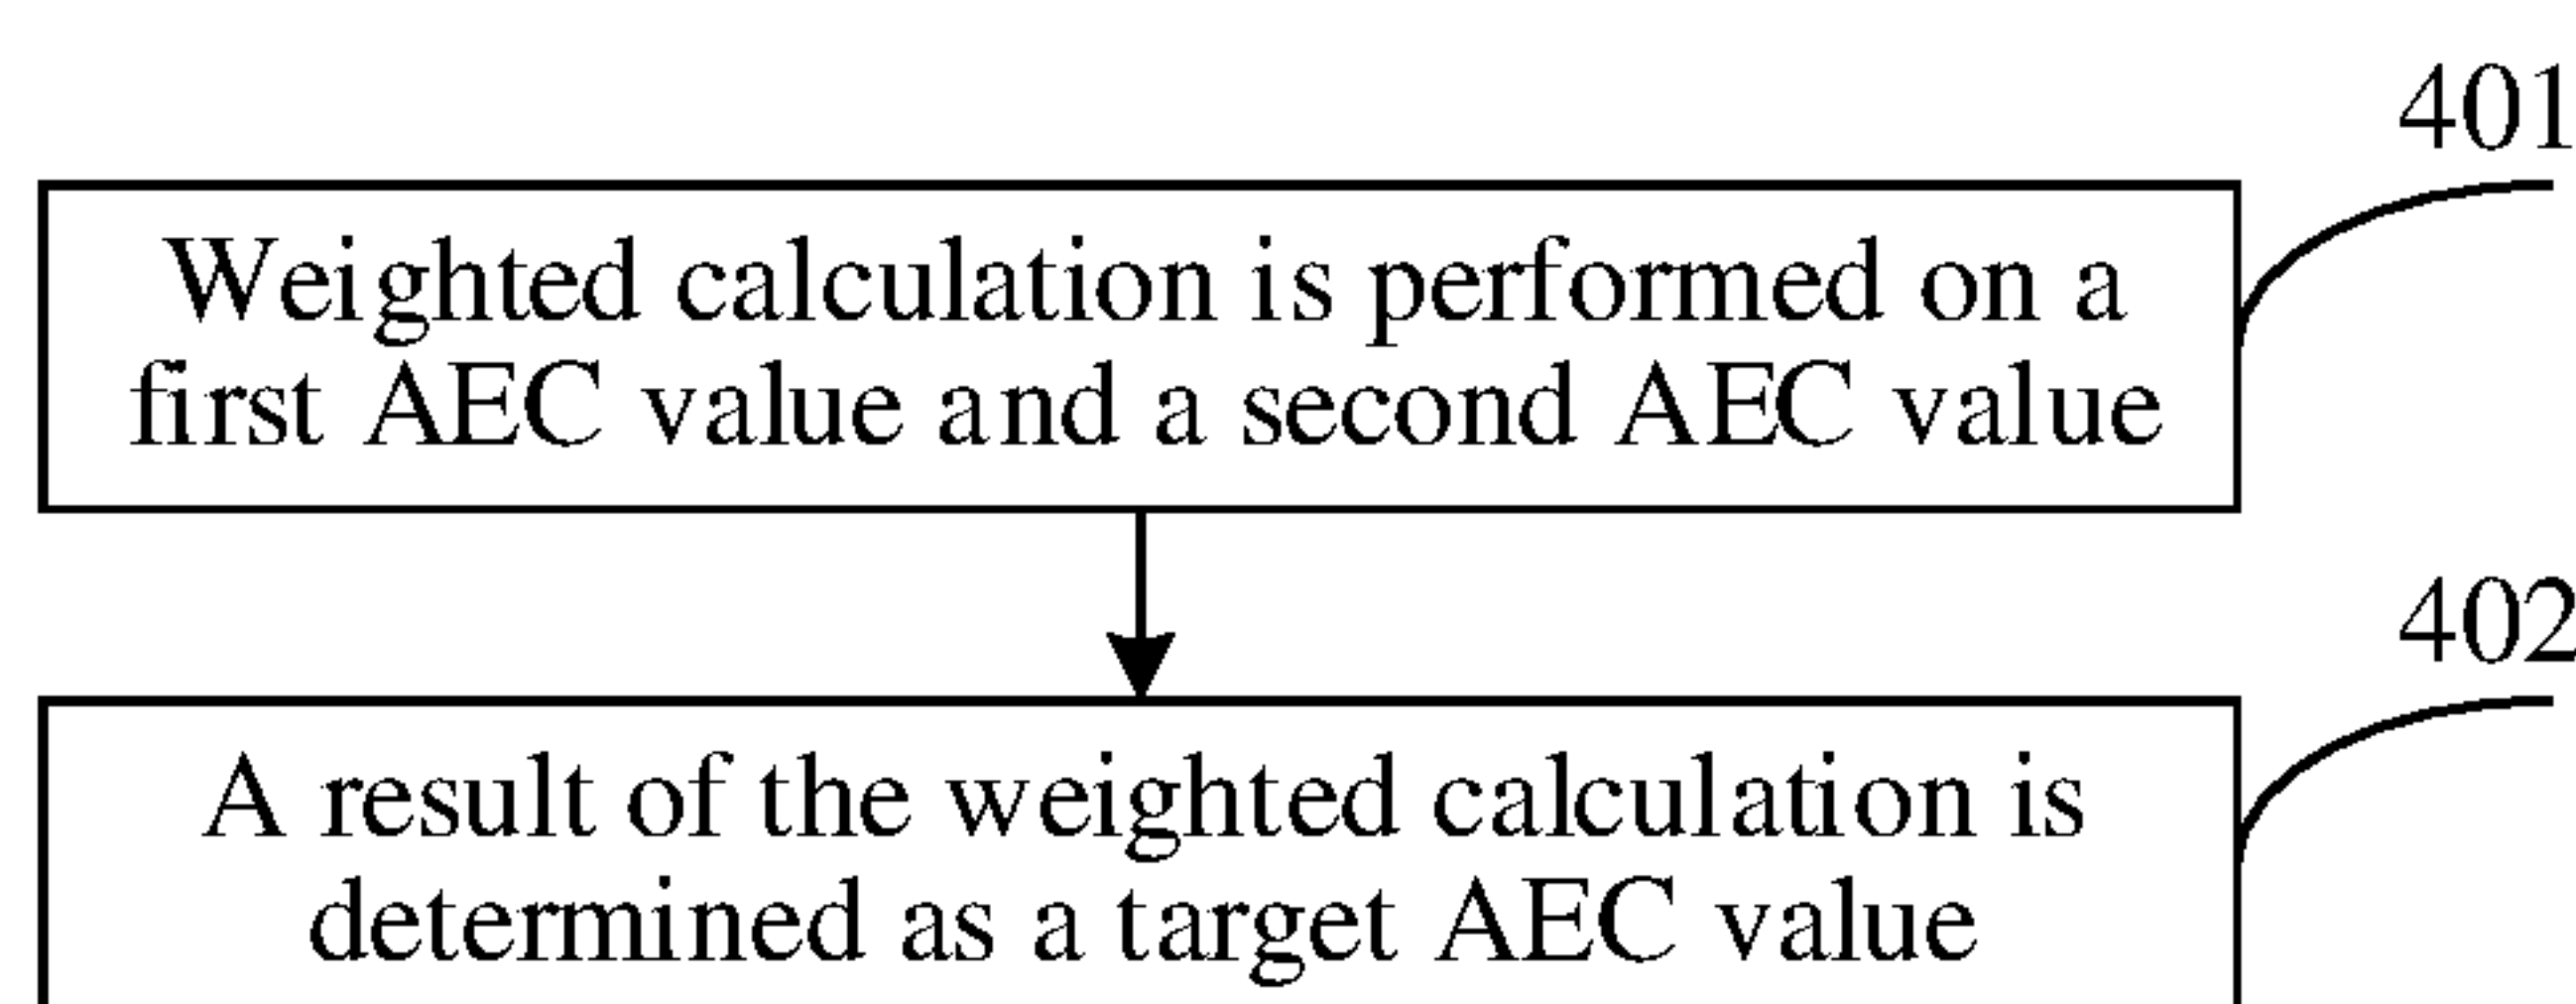 401
Weighted calculation is performed on a
first AEC value and a second AEC value
402
A result of the weighted calculation is
determined as a target AEC value